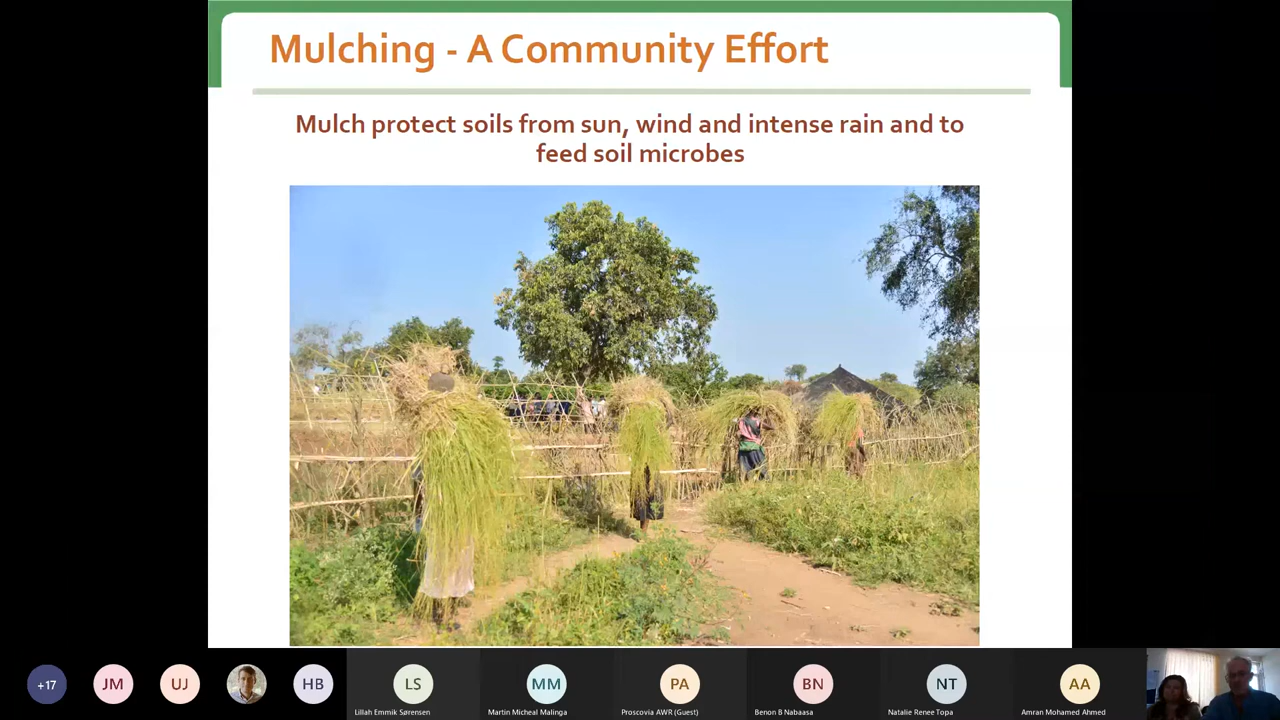 Mulching - A Community Effort
Mulch protect soils from sun, wind and intense rain and to
feed soil microbes
+17
JM
UJ
HB
LS
MM
PA
BN
NT
AA
Lillah Emmik Sørensen
Martin Micheal Malinga
Proscovia AWR (Guest)
Benon B Nabaasa
Natalie Renee Topa
Amran Mohamed Ahmed